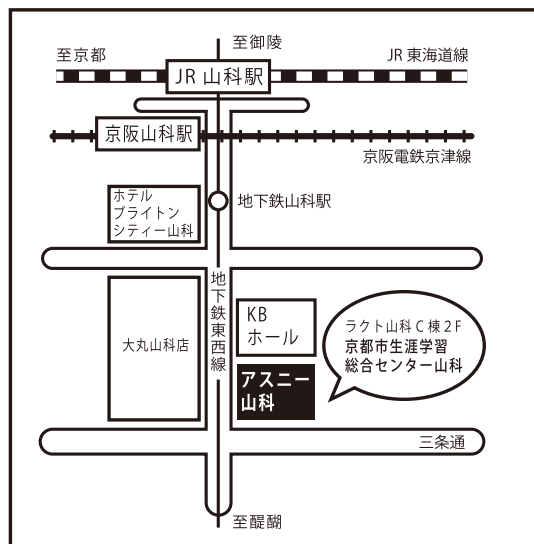 至御陵
至京都
JR東海道線
JR山科駅
京阪山科駅
京阪電鉄京津線
ホテル
ブライトン
シティー山科
地下鉄山科駅
地下鉄東西線
大丸山科店
KB
ホール
ラクト山科C棟2F
京都市生涯学習
総合センター山科
アスニー
山科
三条通
至醍醐